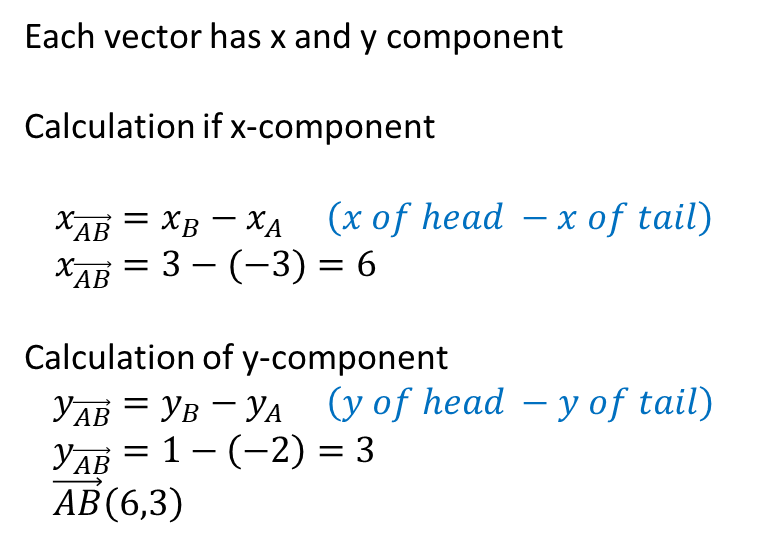 Each vector has x and y component
Calculation if x-component
$x_{\overrightarrow{AB}} = x_B - x_A$ (x of head − x of tail)
$x_{\overrightarrow{AB}} = 3 - (-3) = 6$
Calculation of y-component
$y_{\overrightarrow{AB}} = y_B - y_A$ (y of head − y of tail)
$y_{\overrightarrow{AB}} = 1 - (-2) = 3$
$\overrightarrow{AB}(6,3)$